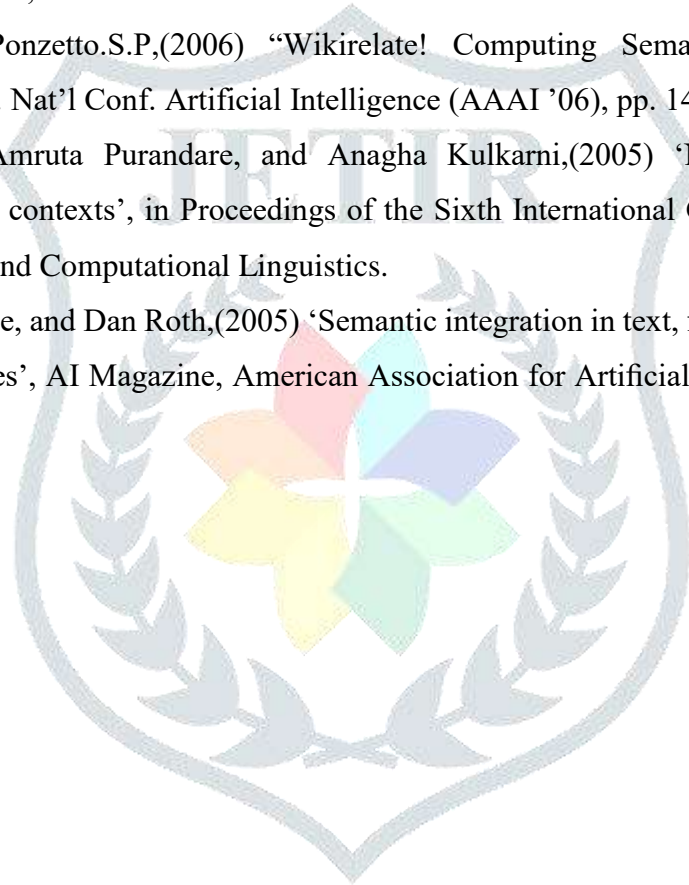 Ponzetto.S.P,(2006) “Wikirelate! Computing Sema
Nat’l Conf. Artificial Intelligence (AAAI ’06), pp. 14
Amruta Purandare, and Anagha Kulkarni,(2005) ‘
contexts’, in Proceedings of the Sixth International
nd Computational Linguistics.
e, and Dan Roth,(2005) ‘Semantic integration in text,
es’, AI Magazine, American Association for Artificial
JETIR